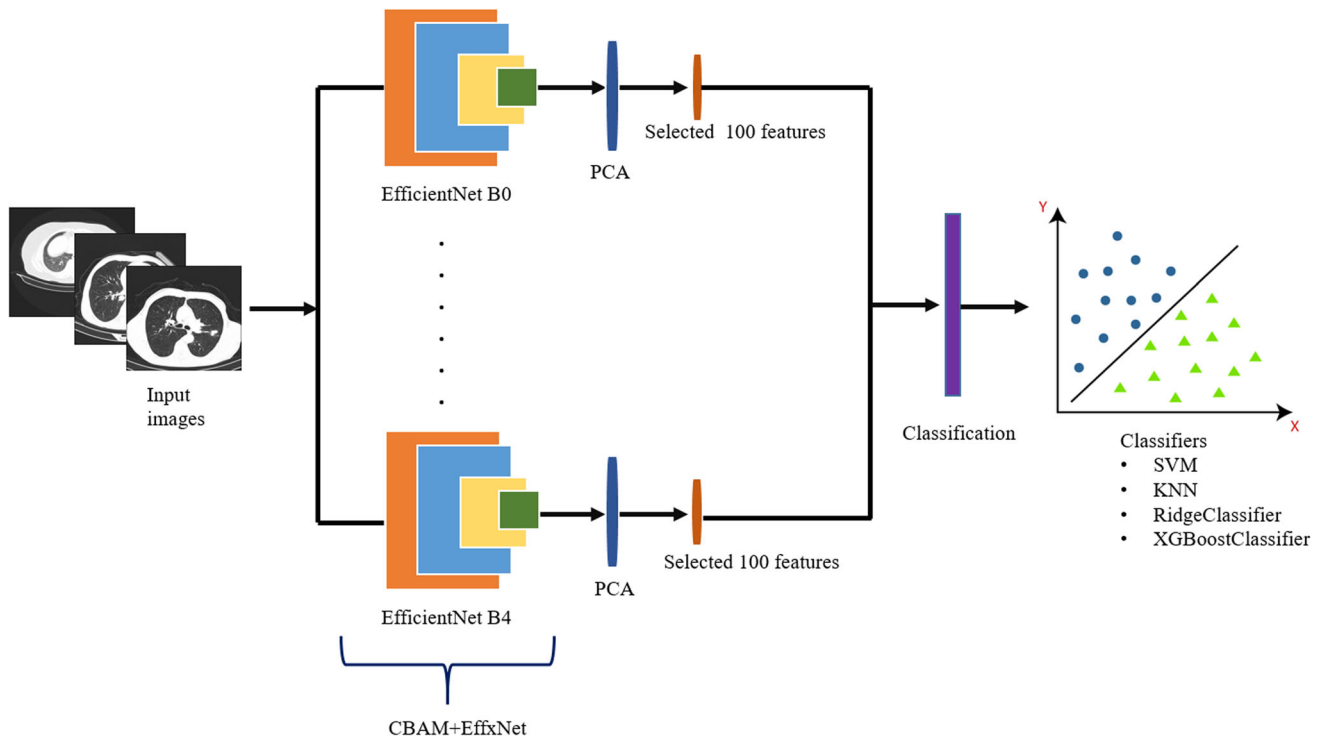 EfficientNet B0
PCA
Selected  100 features
Input
images
EfficientNet B4
PCA
Selected 100 features
CBAM+EffxNet
Classification
Y
X
Classifiers
• SVM
• KNN
• RidgeClassifier
• XGBoostClassifier